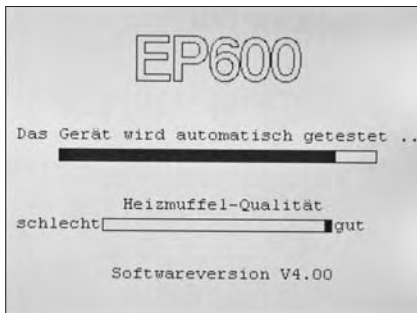 EP600
Das Gerät wird automatisch getestet ..
Heizmuffel-Qualität
schlecht gut
Softwareversion V4.00